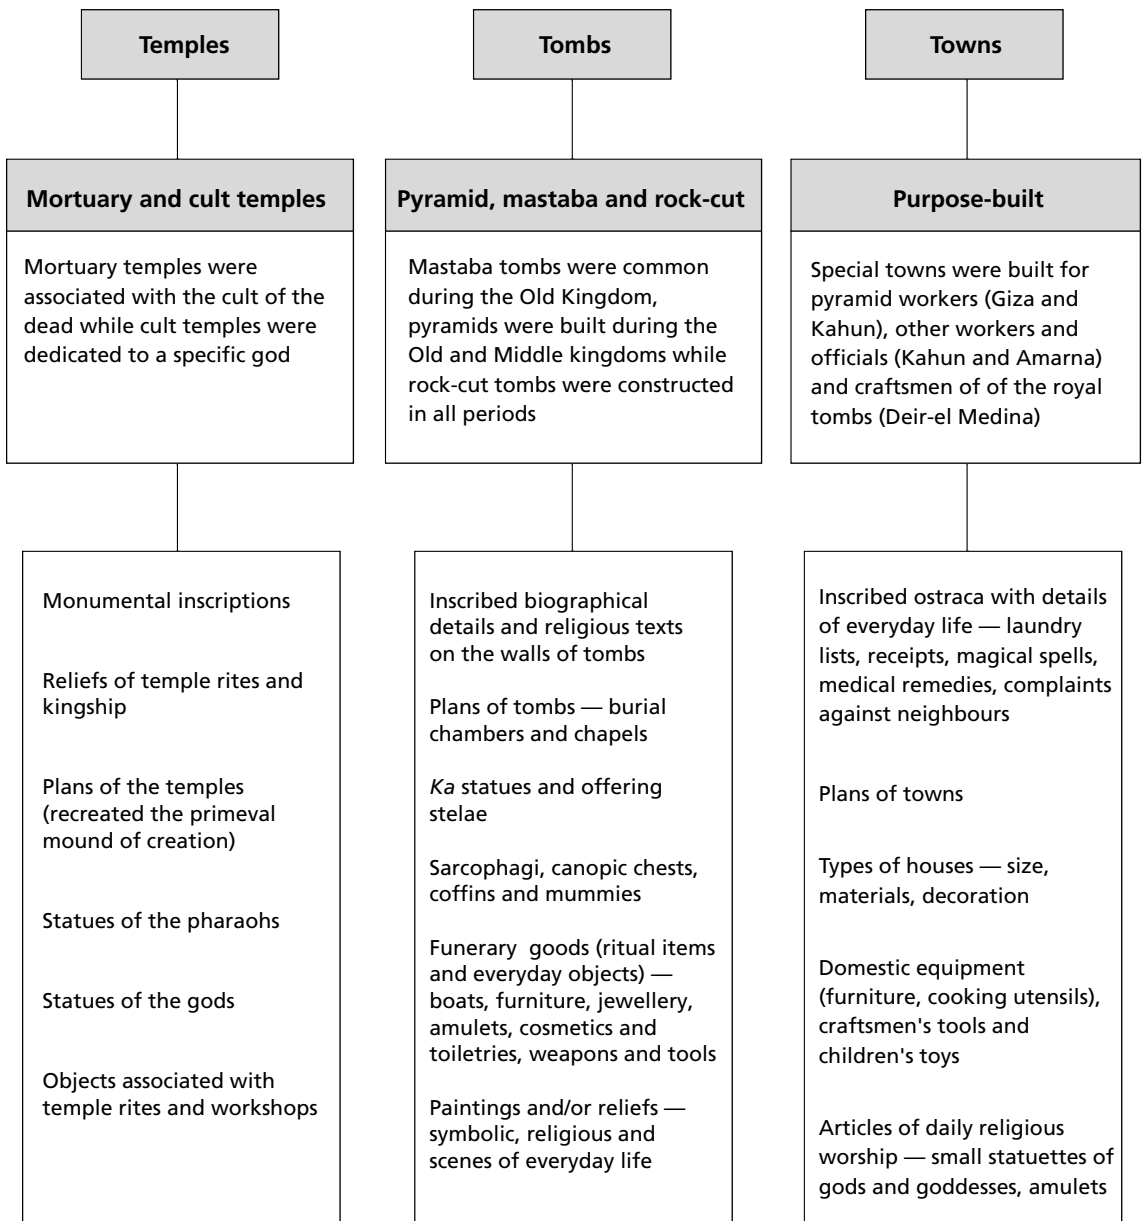 Temples
Mortuary and cult temples
Mortuary temples were
associated with the cult of the
dead while cult temples were
dedicated to a specific god
Monumental inscriptions
Reliefs of temple rites and
kingship
Plans of the temples
(recreated the primeval
mound of creation)
Statues of the pharaohs
Statues of the gods
Objects associated with
temple rites and workshops
Tombs
Pyramid, mastaba and rock-cut
Mastaba tombs were common
during the Old Kingdom,
pyramids were built during the
Old and Middle kingdoms while
rock-cut tombs were constructed
in all periods
Inscribed biographical
details and religious texts
on the walls of tombs
Plans of tombs — burial
chambers and chapels
Ka statues and offering
stelae
Sarcophagi, canopic chests,
coffins and mummies
Funerary goods (ritual items
and everyday objects) —
boats, furniture, jewellery,
amulets, cosmetics and
toiletries, weapons and tools
Paintings and/or reliefs —
symbolic, religious and
scenes of everyday life
Towns
Purpose-built
Special towns were built for
pyramid workers (Giza and
Kahun), other workers and
officials (Kahun and Amarna)
and craftsmen of of the royal
tombs (Deir-el Medina)
Inscribed ostraca with details
of everyday life — laundry
lists, receipts, magical spells,
medical remedies, complaints
against neighbours
Plans of towns
Types of houses — size,
materials, decoration
Domestic equipment
(furniture, cooking utensils),
craftsmen's tools and
children's toys
Articles of daily religious
worship — small statuettes of
gods and goddesses, amulets